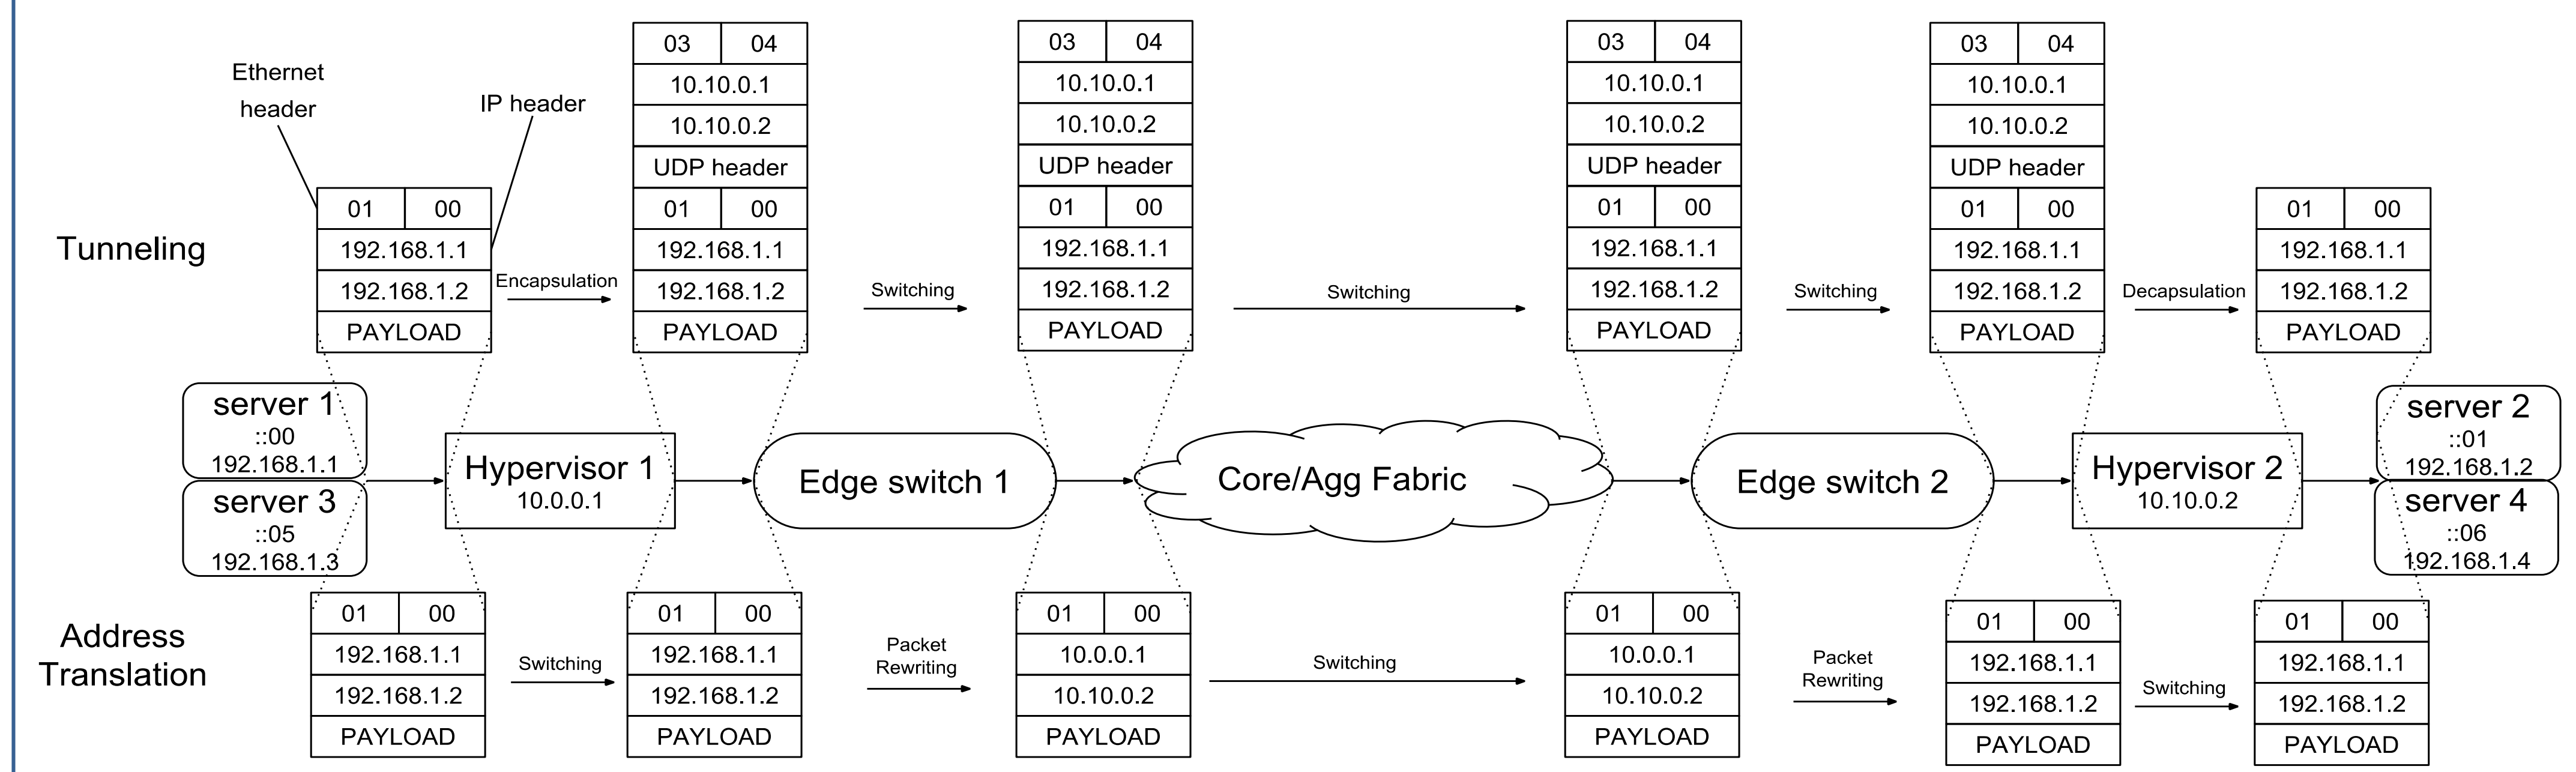 Ethernet
header
IP header
Tunneling
01 00
192.168.1.1
192.168.1.2
PAYLOAD
Encapsulation
03 04
10.10.0.1
10.10.0.2
UDP header
01 00
192.168.1.1
192.168.1.2
PAYLOAD
Switching
03 04
10.10.0.1
10.10.0.2
UDP header
01 00
192.168.1.1
192.168.1.2
PAYLOAD
Switching
03 04
10.10.0.1
10.10.0.2
UDP header
01 00
192.168.1.1
192.168.1.2
PAYLOAD
Switching
03 04
10.10.0.1
10.10.0.2
UDP header
01 00
192.168.1.1
192.168.1.2
PAYLOAD
Decapsulation
01 00
192.168.1.1
192.168.1.2
PAYLOAD
server 1
::00
192.168.1.1
server 3
::05
192.168.1.3
Hypervisor 1
10.0.0.1
Edge switch 1
Core/Agg Fabric
Edge switch 2
Hypervisor 2
10.10.0.2
server 2
::01
192.168.1.2
server 4
::06
192.168.1.4
Address
Translation
01 00
192.168.1.1
192.168.1.2
PAYLOAD
Switching
01 00
192.168.1.1
192.168.1.2
PAYLOAD
Packet
Rewriting
01 00
10.0.0.1
10.10.0.2
PAYLOAD
Switching
01 00
10.0.0.1
10.10.0.2
PAYLOAD
Packet
Rewriting
01 00
192.168.1.1
192.168.1.2
PAYLOAD
Switching
01 00
192.168.1.1
192.168.1.2
PAYLOAD